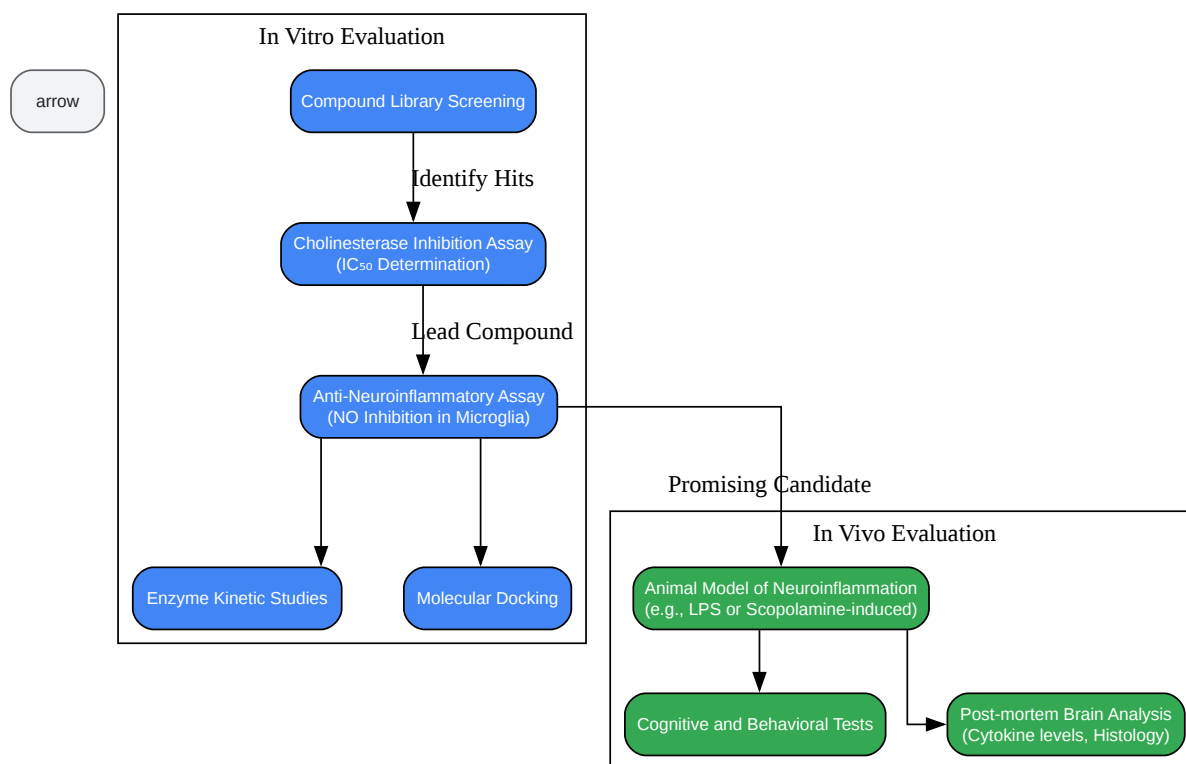 In Vitro Evaluation
arrow
Compound Library Screening
Identify Hits
Cholinesterase Inhibition Assay
(IC₅₀ Determination)
Lead Compound
Anti-Neuroinflammatory Assay
(NO Inhibition in Microglia)
Promising Candidate
In Vivo Evaluation
Enzyme Kinetic Studies
Molecular Docking
Animal Model of Neuroinflammation
(e.g., LPS or Scopolamine-induced)
Cognitive and Behavioral Tests
Post-mortem Brain Analysis
(Cytokine levels, Histology)